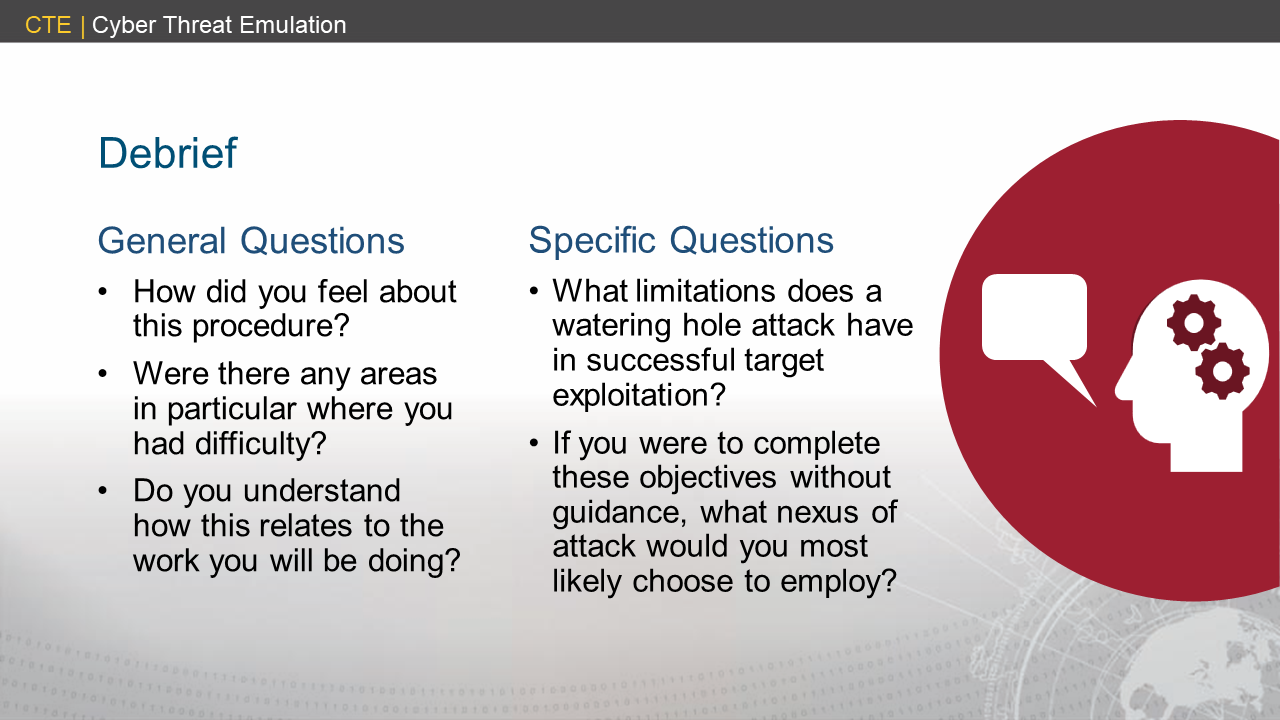 CTE | Cyber Threat Emulation
Debrief
General Questions
• How did you feel about
this procedure?
• Were there any areas
in particular where you
had difficulty?
• Do you understand
how this relates to the
work you will be doing?
Specific Questions
• What limitations does a
watering hole attack have
in successful target
exploitation?
• If you were to complete
these objectives without
guidance, what nexus of
attack would you most
likely choose to employ?